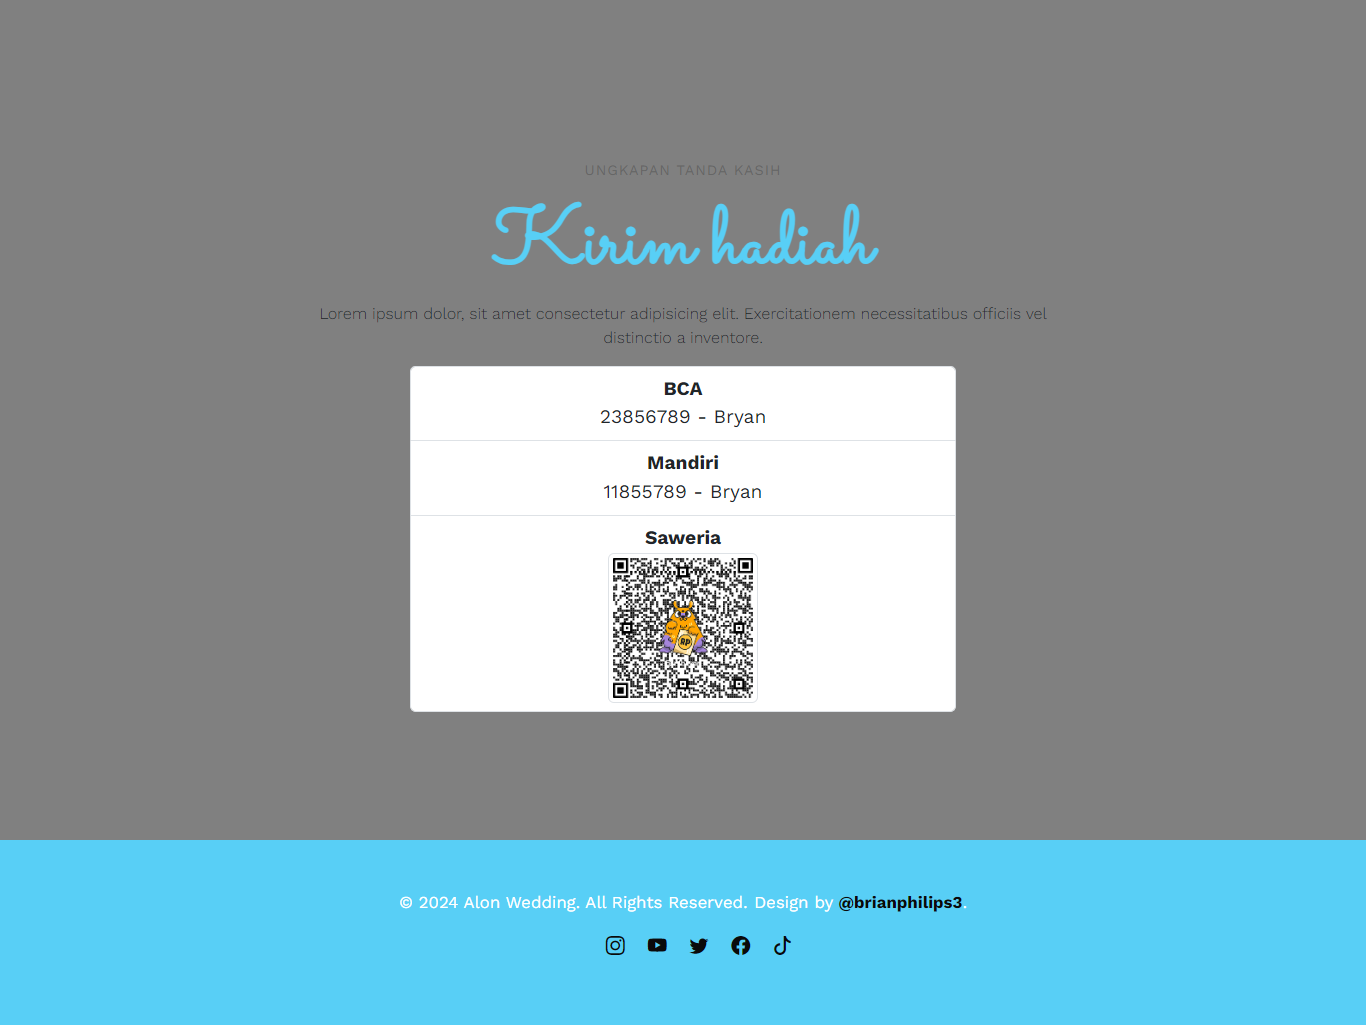 UNGKAPAN TANDA KASIH
Kirim hadiah
Lorem ipsum dolor, sit amet consectetur adipisicing elit. Exercitationem necessitatibus officiis vel
distinctio a inventore.
BCA
23856789 - Bryan
Mandiri
11855789 - Bryan
Saweria
© 2024 Alon Wedding. All Rights Reserved. Design by @brianphilips3.